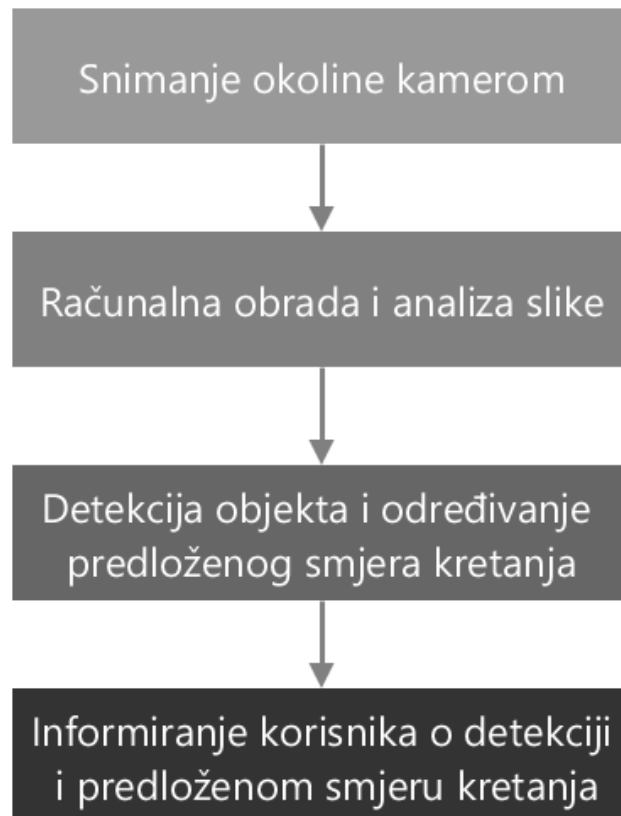 Snimanje okoline kamerom
Računalna obrada i analiza slike
Detekcija objekta i određivanje
predloženog smjera kretanja
Informiranje korisnika o detekciji
i predloženom smjeru kretanja